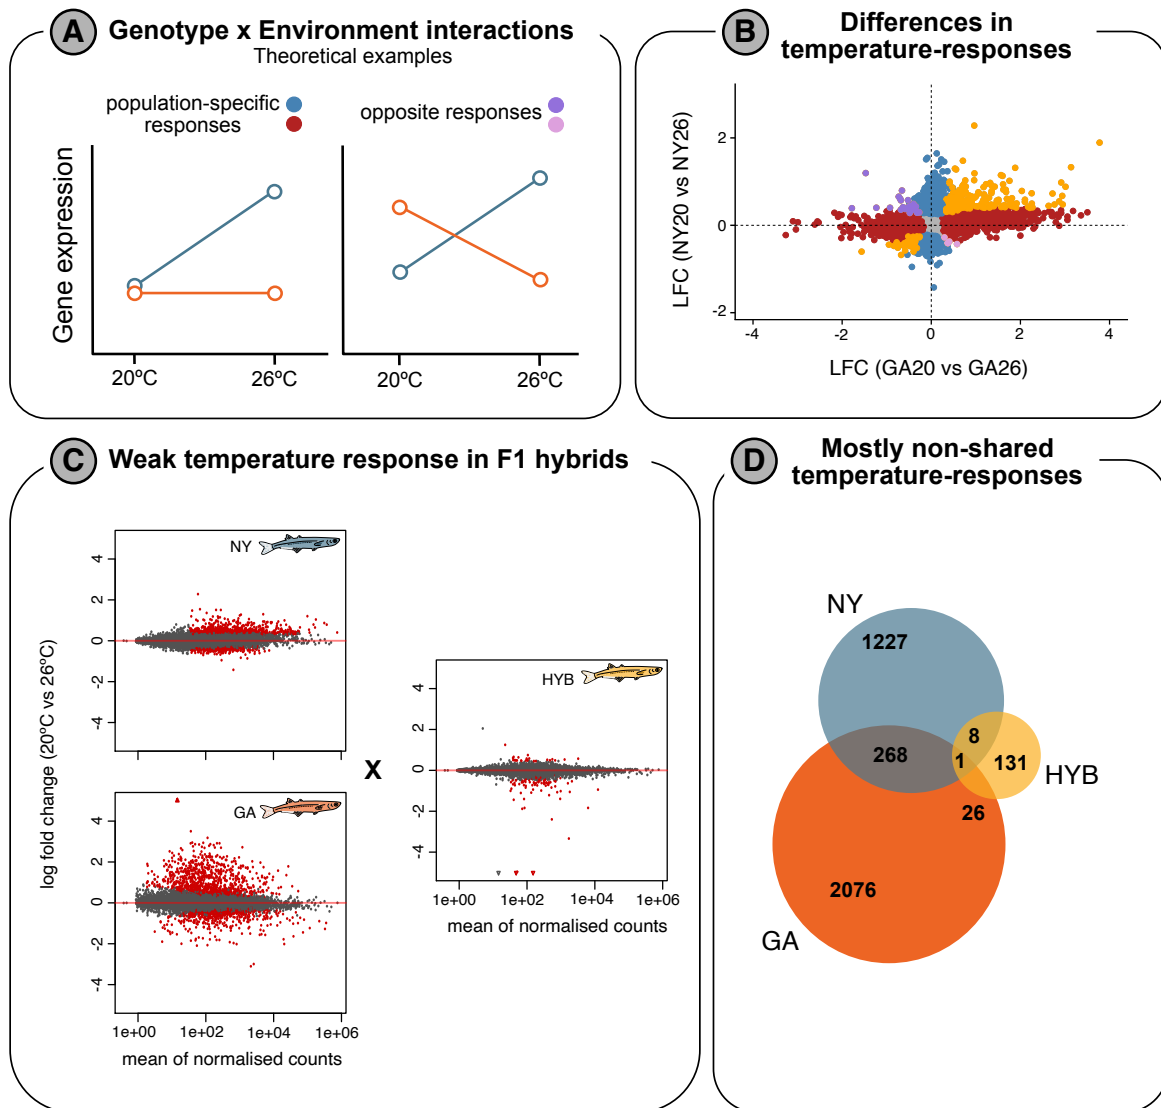 A
Genotype x Environment interactions
Theoretical examples
population-specific
responses
opposite responses
Gene expression
20ºC
26ºC
20ºC
26ºC
B
Differences in
temperature-responses
LFC (NY20 vs NY26)
2
0
-2
-4
-2
0
2
4
LFC (GA20 vs GA26)
C
Weak temperature response in F1 hybrids
log fold change (20ºC vs 26ºC)
NY
4
2
0
-2
-4
GA
4
2
0
-2
-4
1e+00
1e+02
1e+04
1e+06
mean of normalised counts
X
HYB
4
2
0
-2
-4
1e+00
1e+02
1e+04
1e+06
mean of normalised counts
D
Mostly non-shared
temperature-responses
NY
1227
8
268
1
131
HYB
26
2076
GA